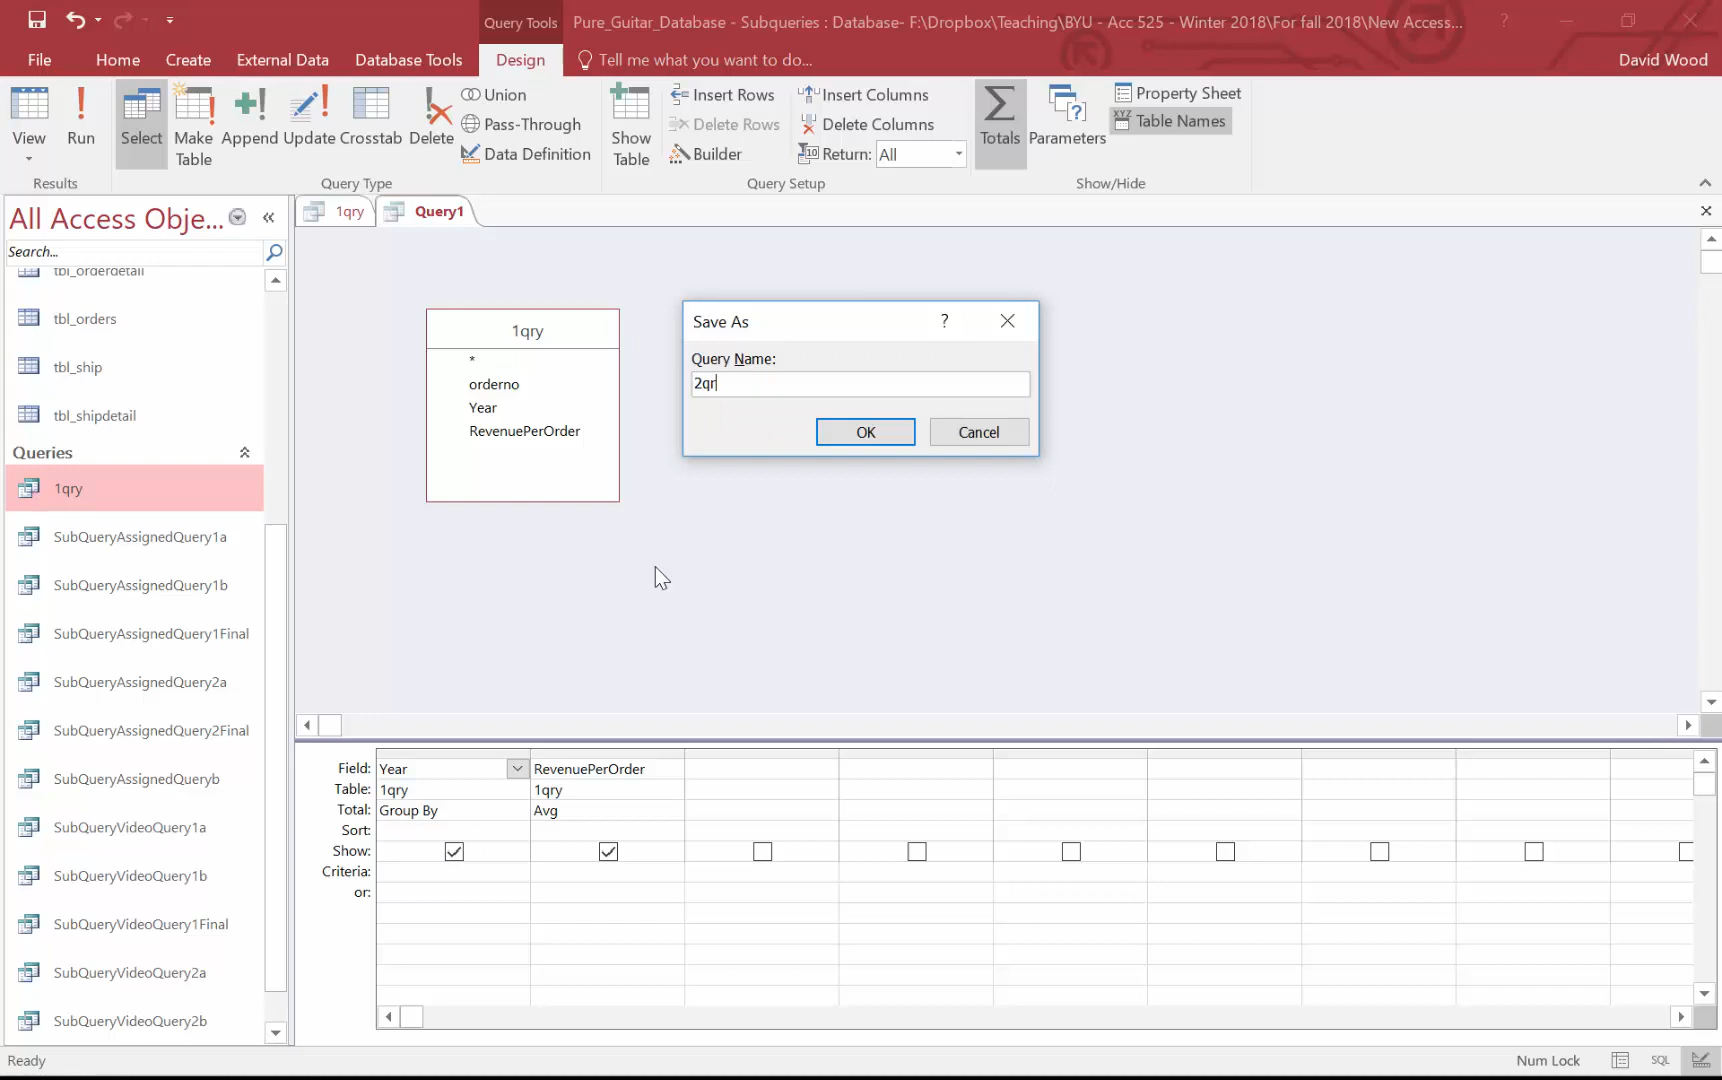 Query Tools
Pure_Guitar_Database - Subqueries : Database- F:\Dropbox\Teaching\BYU - Acc 525 - Winter 2018\For fall 2018\New Access...
?
File Home Create External Data Database Tools Design Tell me what you want to do... David Wood
View Run Select Make Table Append Update Crosstab Delete
Union
Pass-Through
Data Definition
Show Table
Insert Rows
Delete Rows
Builder
Insert Columns
Delete Columns
Return: All
Totals Parameters
Property Sheet
Table Names
Results Query Type Query Setup Show/Hide
All Access Obje...
Search...
tbl_orderdetail
tbl_orders
tbl_ship
tbl_shipdetail
Queries
1qry
SubQueryAssignedQuery1a
SubQueryAssignedQuery1b
SubQueryAssignedQuery1Final
SubQueryAssignedQuery2a
SubQueryAssignedQuery2Final
SubQueryAssignedQueryb
SubQueryVideoQuery1a
SubQueryVideoQuery1b
SubQueryVideoQuery1Final
SubQueryVideoQuery2a
SubQueryVideoQuery2b
1qry Query1
1qry
*
orderno
Year
RevenuePerOrder
Save As ?
Query Name:
2qr
OK Cancel
Field: Year RevenuePerOrder
Table: 1qry 1qry
Total: Group By Avg
Sort:
Show:
Criteria:
or:
Ready Num Lock SQL